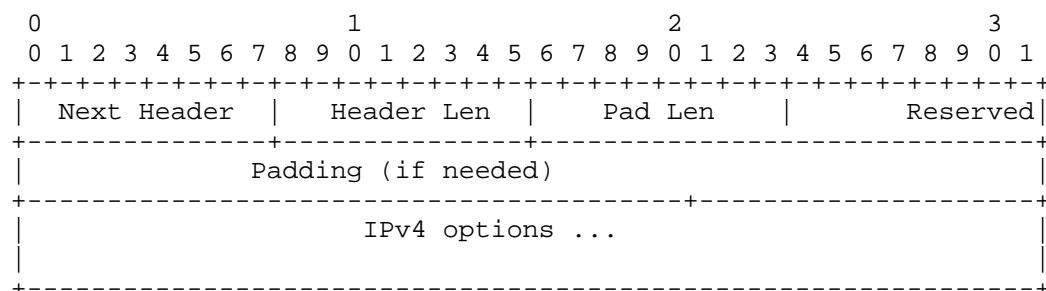 0 1 2 3
0 1 2 3 4 5 6 7 8 9 0 1 2 3 4 5 6 7 8 9 0 1 2 3 4 5 6 7 8 9 0 1
+-+-+-+-+-+-+-+-+-+-+-+-+-+-+-+-+-+-+-+-+-+-+-+-+-+-+-+-+-+-+-+-+
| Next Header | Header Len | Pad Len | Reserved|
+---------------+---------------+-------------------------------+
| Padding (if needed) |
+-----------------------------------------+---------------------+
| IPv4 options ... |
| |
+---------------------------------------------------------------+